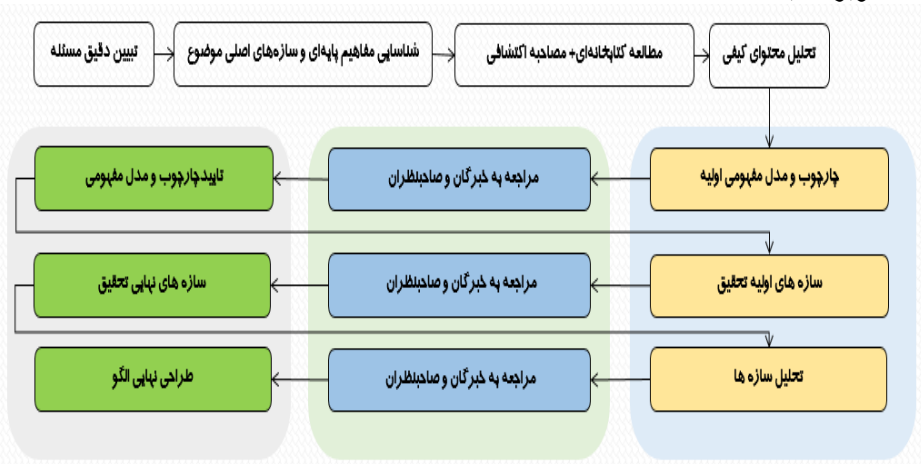 تبیین دقیق مسئله
شناسایی مفاهیم پایه‌ای و سازه‌های اصلی موضوع
مطالعه کتابخانه‌ای+ مصاحبه اکتشافی
تحلیل محتوای کیفی
چارچوب و مدل مفهومی اولیه
مراجعه به خبرگان و صاحبنظران
تایید چارچوب و مدل مفهومی
سازه های اولیه تحقیق
مراجعه به خبرگان و صاحبنظران
سازه های نهایی تحقیق
تحلیل سازه ها
مراجعه به خبرگان و صاحبنظران
طراحی نهایی الگو